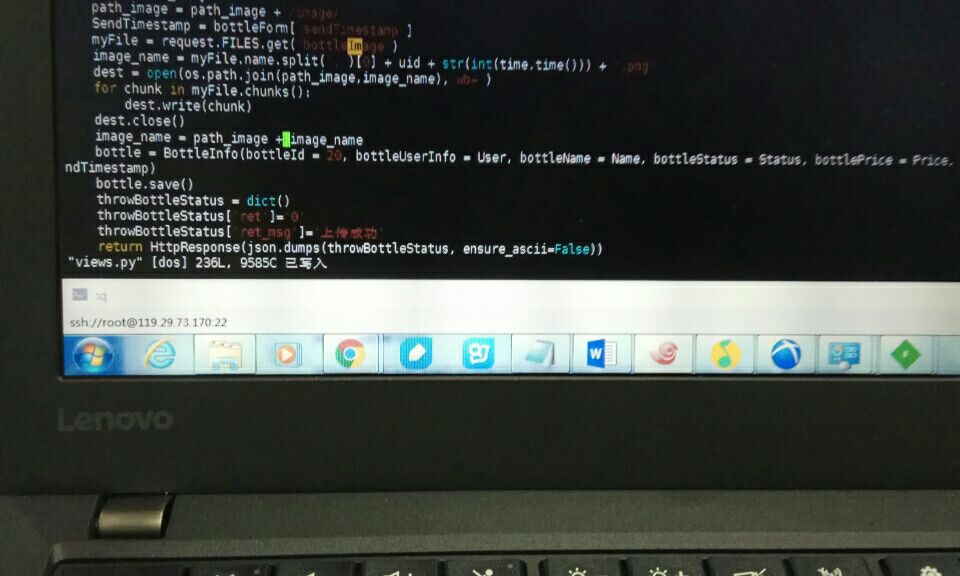 path_image = path_image + '/image/'
SendTimestamp = bottleForm['sendTimestamp']
myFile = request.FILES.get('bottleImage')
image_name = myFile.name.split('.')[0] + uid + str(int(time.time())) + '.png'
dest = open(os.path.join(path_image,image_name),'wb+')
for chunk in myFile.chunks():
dest.write(chunk)
dest.close()
image_name = path_image + image_name
bottle = BottleInfo(bottleId = 20, bottleUserInfo = User, bottleName = Name, bottleStatus = Status, bottlePrice = Price,
ndTimestamp)
bottle.save()
throwBottleStatus = dict()
throwBottleStatus['ret']='0'
throwBottleStatus['ret_msg']='上传成功'
return HttpResponse(json.dumps(throwBottleStatus, ensure_ascii=False))
"views.py" [dos] 236L, 9585C 已写入
:q
ssh://root@119.29.73.170:22
Lenovo